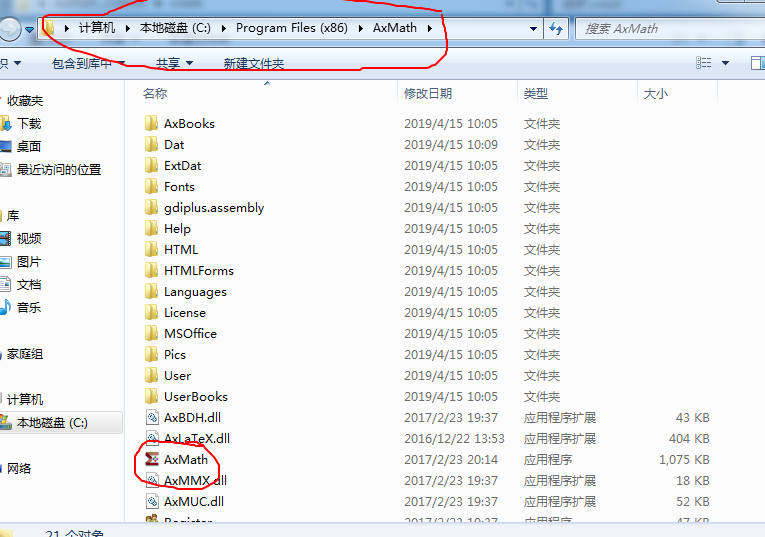 计算机 本地磁盘 (C:) Program Files (x86) AxMath 搜索 AxMath
包含到库中 共享 新建文件夹
名称 修改日期 类型 大小
收藏夹
下载
桌面
最近访问的位置
库
视频
图片
文档
音乐
家庭组
计算机
本地磁盘 (C:)
网络
AxBooks 2019/4/15 10:05 文件夹
Dat 2019/4/15 10:09 文件夹
ExtDat 2019/4/15 10:05 文件夹
Fonts 2019/4/15 10:05 文件夹
gdiplus.assembly 2019/4/15 10:05 文件夹
Help 2019/4/15 10:05 文件夹
HTML 2019/4/15 10:05 文件夹
HTMLForms 2019/4/15 10:05 文件夹
Languages 2019/4/15 10:05 文件夹
License 2019/4/15 10:05 文件夹
MSOffice 2019/4/15 10:05 文件夹
Pics 2019/4/15 10:05 文件夹
User 2019/4/15 10:05 文件夹
UserBooks 2019/4/15 10:05 文件夹
AxBDH.dll 2017/2/23 19:37 应用程序扩展 43 KB
AxLaTeX.dll 2016/12/22 13:53 应用程序扩展 404 KB
AxMath 2017/2/23 20:14 应用程序 1,075 KB
AxMMX.dll 2017/2/23 19:37 应用程序扩展 18 KB
AxMUC.dll 2017/2/23 19:37 应用程序扩展 52 KB
Register 2017/2/23 19:37 应用程序 47 KB
21 个对象